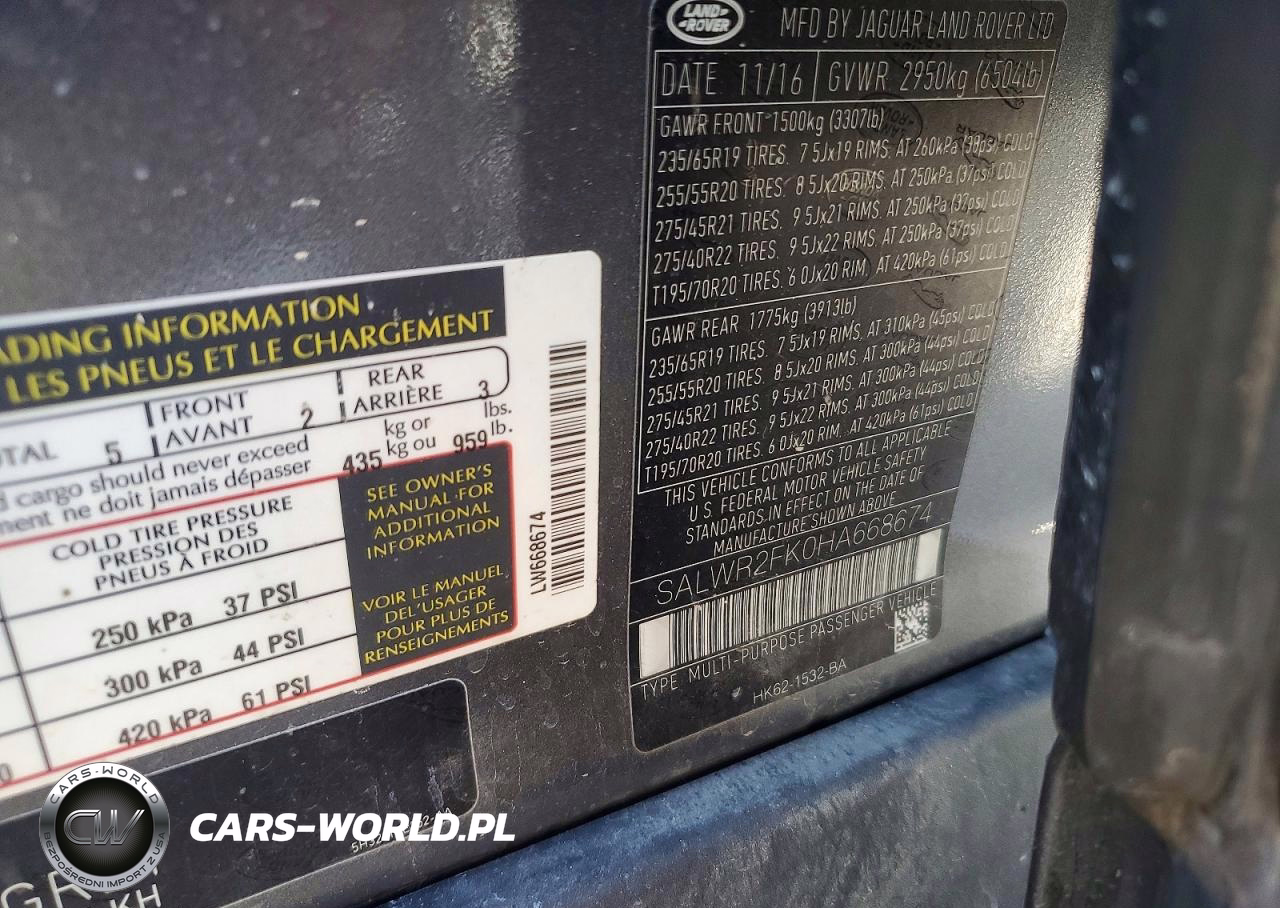 LAND
ROVER
MFD BY JAGUAR LAND ROVER LTD
DATE 11/16 GVWR 2950kg (6504lb)
GAWR FRONT 1500kg (3307lb)
235/65R19 TIRES. 7 5Jx19 RIMS. AT 260kPa (38psi) COLD
255/55R20 TIRES. 8 5Jx20 RIMS. AT 250kPa (37psi) COLD
275/45R21 TIRES. 9 5Jx21 RIMS. AT 250kPa (37psi) COLD
275/40R22 TIRES. 9 5Jx22 RIMS. AT 250kPa (37psi) COLD
T195/70R20 TIRES. 6 0Jx20 RIM. AT 420kPa (61psi) COLD
GAWR REAR 1775kg (3913lb)
235/65R19 TIRES. 7 5Jx19 RIMS. AT 310kPa (45psi) COLD
255/55R20 TIRES. 8 5Jx20 RIMS. AT 300kPa (44psi) COLD
275/45R21 TIRES. 9 5Jx21 RIMS. AT 300kPa (44psi) COLD
275/40R22 TIRES. 9 5Jx22 RIMS. AT 300kPa (44psi) COLD
T195/70R20 TIRES. 6 0Jx20 RIM. AT 420kPa (61psi) COLD
THIS VEHICLE CONFORMS TO ALL APPLICABLE
U.S. FEDERAL MOTOR VEHICLE SAFETY
STANDARDS IN EFFECT ON THE DATE OF
MANUFACTURE SHOWN ABOVE
SALWR2FK0HA668674
TYPE MULTI-PURPOSE PASSENGER VEHICLE
HK62-1532-BA
ADING INFORMATION
LES PNEUS ET LE CHARGEMENT
OTAL 5 FRONT AVANT 2 REAR ARRIÈRE 3
d cargo should never exceed 435 kg or 959 lbs.
ment ne doit jamais dépasser kg ou lb.
COLD TIRE PRESSURE
PRESSION DES
PNEUS À FROID
250 kPa 37 PSI
300 kPa 44 PSI
420 kPa 61 PSI
SEE OWNER'S
MANUAL FOR
ADDITIONAL
INFORMATION
VOIR LE MANUEL
DEL'USAGER
POUR PLUS DE
RENSEIGNEMENTS
LW668674
CARS-WORLD
CW
BEZPOŚREDNI IMPORT Z USA
CARS-WORLD.PL
KH